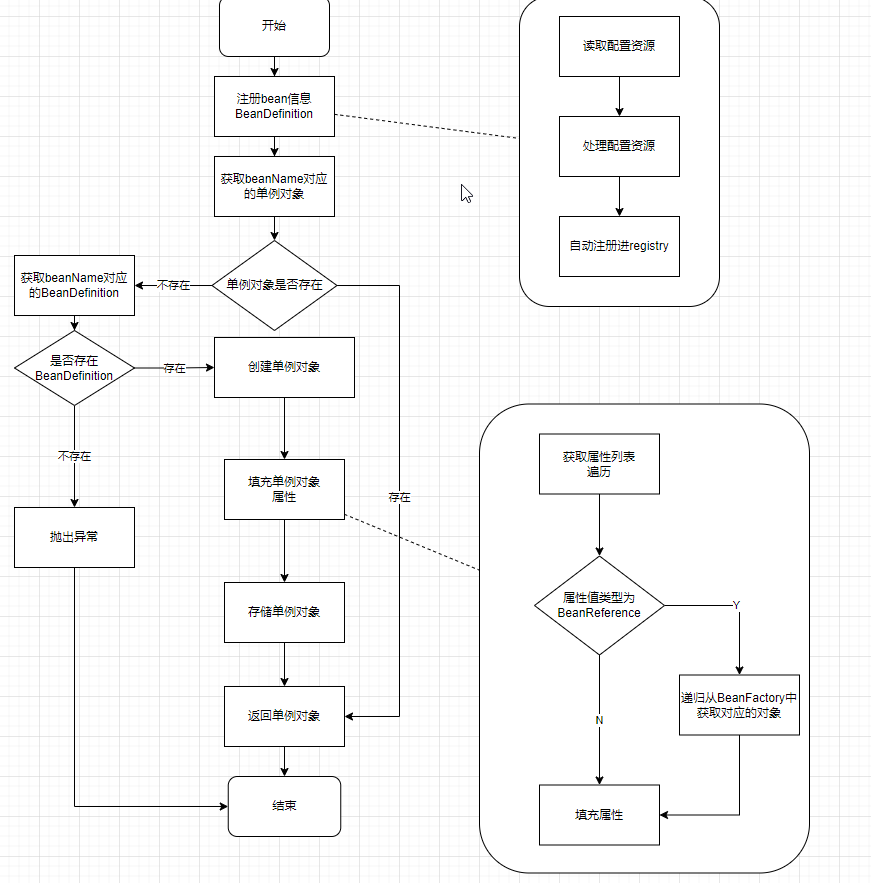 开始
注册bean信息
BeanDefinition
获取beanName对应
的单例对象
单例对象是否存在
不存在
存在
获取beanName对应
的BeanDefinition
是否存在
BeanDefinition
存在
不存在
抛出异常
创建单例对象
填充单例对象
属性
存储单例对象
返回单例对象
结束
读取配置资源
处理配置资源
自动注册进registry
获取属性列表
遍历
属性值类型为
BeanReference
Y
N
递归从BeanFactory中
获取对应的对象
填充属性